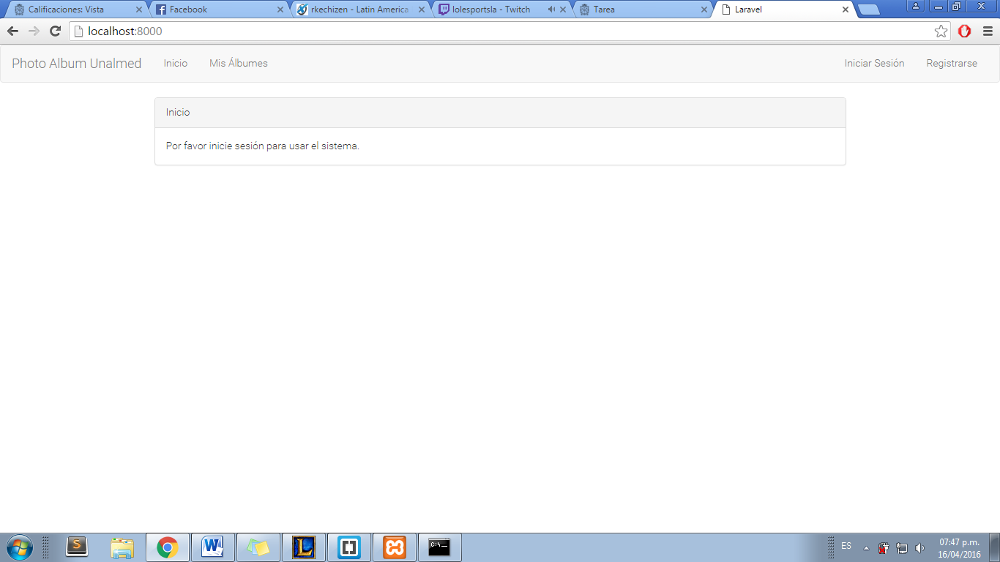 Calificaciones: Vista
Facebook
rkechizen - Latin America
lolesportsla - Twitch
Tarea
Laravel
localhost:8000
Photo Album Unalmed
Inicio
Mis Álbumes
Iniciar Sesión
Registrarse
Inicio
Por favor inicie sesión para usar el sistema.
ES
07:47 p.m.
16/04/2016